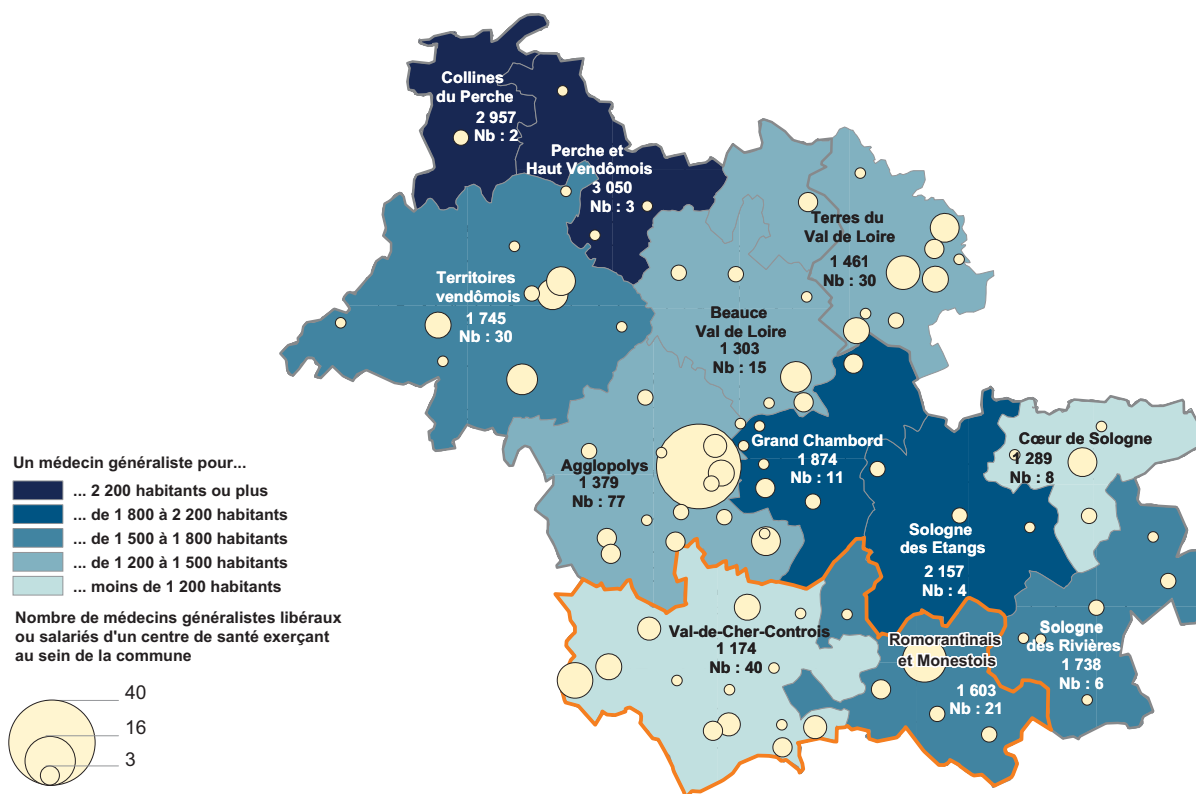 Collines
du Perche
2 957
Nb : 2
Perche et
Haut Vendômois
3 050
Nb : 3
Terres du
Val de Loire
1 461
Nb : 30
Territoires
vendômois
1 745
Nb : 30
Beauce
Val de Loire
1 303
Nb : 15
Grand Chambord
1 874
Nb : 11
Cœur de Sologne
1 289
Nb : 8
Agglopolys
1 379
Nb : 77
Sologne
des Etangs
2 157
Nb : 4
Val-de-Cher-Controis
1 174
Nb : 40
Romorantinais
et Monestois
1 603
Nb : 21
Sologne
des Rivières
1 738
Nb : 6
Un médecin généraliste pour...
... 2 200 habitants ou plus
... de 1 800 à 2 200 habitants
... de 1 500 à 1 800 habitants
... de 1 200 à 1 500 habitants
... moins de 1 200 habitants
Nombre de médecins généralistes libéraux
ou salariés d'un centre de santé exerçant
au sein de la commune
40
16
3